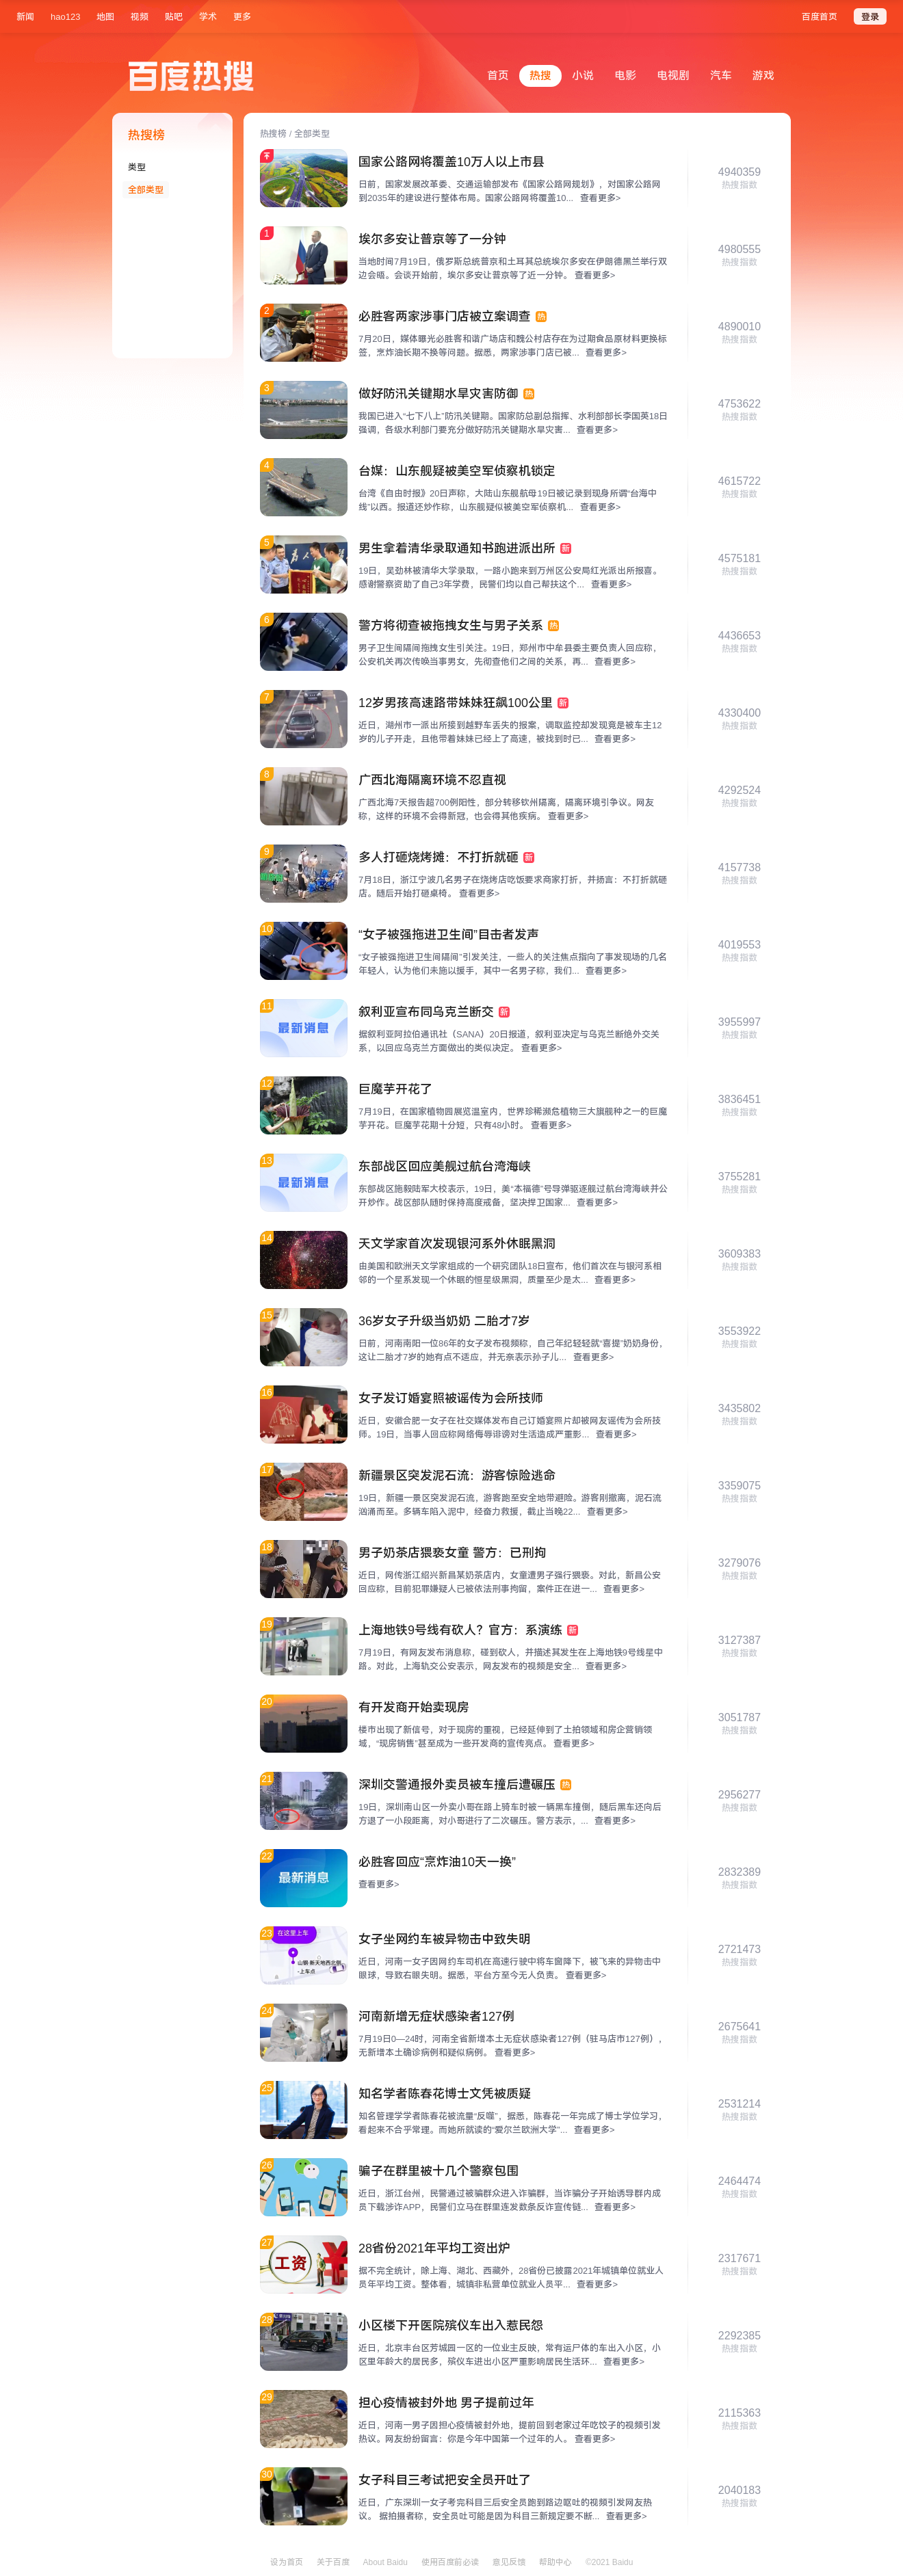 新闻 hao123 地图 视频 贴吧 学术 更多 百度首页 登录
百度热搜 首页 热搜 小说 电影 电视剧 汽车 游戏
热搜榜
类型
全部类型
热搜榜 / 全部类型
国家公路网将覆盖10万人以上市县
日前，国家发展改革委、交通运输部发布《国家公路网规划》，对国家公路网
到2035年的建设进行整体布局。国家公路网将覆盖10... 查看更多>
4940359
热搜指数
1
埃尔多安让普京等了一分钟
当地时间7月19日，俄罗斯总统普京和土耳其总统埃尔多安在伊朗德黑兰举行双
边会晤。会谈开始前，埃尔多安让普京等了近一分钟。 查看更多>
4980555
热搜指数
2
必胜客两家涉事门店被立案调查 热
7月20日，媒体曝光必胜客和谐广场店和魏公村店存在为过期食品原材料更换标
签，烹炸油长期不换等问题。据悉，两家涉事门店已被... 查看更多>
4890010
热搜指数
3
做好防汛关键期水旱灾害防御 热
我国已进入“七下八上”防汛关键期。国家防总副总指挥、水利部部长李国英18日
强调，各级水利部门要充分做好防汛关键期水旱灾害... 查看更多>
4753622
热搜指数
4
台媒：山东舰疑被美空军侦察机锁定
台湾《自由时报》20日声称，大陆山东舰航母19日被记录到现身所谓“台海中
线”以西。报道还炒作称，山东舰疑似被美空军侦察机... 查看更多>
4615722
热搜指数
5
男生拿着清华录取通知书跑进派出所 新
19日，吴劲林被清华大学录取，一路小跑来到万州区公安局红光派出所报喜。
感谢警察资助了自己3年学费，民警们均以自己帮扶这个... 查看更多>
4575181
热搜指数
6
警方将彻查被拖拽女生与男子关系 热
男子卫生间隔间拖拽女生引关注。19日，郑州市中牟县委主要负责人回应称，
公安机关再次传唤当事男女，先彻查他们之间的关系，再... 查看更多>
4436653
热搜指数
7
12岁男孩高速路带妹妹狂飙100公里 新
近日，湖州市一派出所接到越野车丢失的报案，调取监控却发现竟是被车主12
岁的儿子开走，且他带着妹妹已经上了高速，被找到时已... 查看更多>
4330400
热搜指数
8
广西北海隔离环境不忍直视
广西北海7天报告超700例阳性，部分转移钦州隔离，隔离环境引争议。网友
称，这样的环境不会得新冠，也会得其他疾病。 查看更多>
4292524
热搜指数
9
多人打砸烧烤摊：不打折就砸 新
7月18日，浙江宁波几名男子在烧烤店吃饭要求商家打折，并扬言：不打折就砸
店。随后开始打砸桌椅。 查看更多>
4157738
热搜指数
10
“女子被强拖进卫生间”目击者发声
“女子被强拖进卫生间隔间”引发关注，一些人的关注焦点指向了事发现场的几名
年轻人，认为他们未施以援手，其中一名男子称，我们... 查看更多>
4019553
热搜指数
11
最新消息
叙利亚宣布同乌克兰断交 新
据叙利亚阿拉伯通讯社（SANA）20日报道，叙利亚决定与乌克兰断绝外交关
系，以回应乌克兰方面做出的类似决定。 查看更多>
3955997
热搜指数
12
巨魔芋开花了
7月19日，在国家植物园展览温室内，世界珍稀濒危植物三大旗舰种之一的巨魔
芋开花。巨魔芋花期十分短，只有48小时。 查看更多>
3836451
热搜指数
13
最新消息
东部战区回应美舰过航台湾海峡
东部战区施毅陆军大校表示，19日，美“本福德”号导弹驱逐舰过航台湾海峡并公
开炒作。战区部队随时保持高度戒备，坚决捍卫国家... 查看更多>
3755281
热搜指数
14
天文学家首次发现银河系外休眠黑洞
由美国和欧洲天文学家组成的一个研究团队18日宣布，他们首次在与银河系相
邻的一个星系发现一个休眠的恒星级黑洞，质量至少是太... 查看更多>
3609383
热搜指数
15
36岁女子升级当奶奶 二胎才7岁
日前，河南南阳一位86年的女子发布视频称，自己年纪轻轻就“喜提”奶奶身份，
这让二胎才7岁的她有点不适应，并无奈表示孙子儿... 查看更多>
3553922
热搜指数
16
女子发订婚宴照被谣传为会所技师
近日，安徽合肥一女子在社交媒体发布自己订婚宴照片却被网友谣传为会所技
师。19日，当事人回应称网络侮辱诽谤对生活造成严重影... 查看更多>
3435802
热搜指数
17
新疆景区突发泥石流：游客惊险逃命
19日，新疆一景区突发泥石流，游客跑至安全地带避险。游客刚撤离，泥石流
汹涌而至。多辆车陷入泥中，经奋力救援，截止当晚22... 查看更多>
3359075
热搜指数
18
男子奶茶店猥亵女童 警方：已刑拘
近日，网传浙江绍兴新昌某奶茶店内，女童遭男子强行猥亵。对此，新昌公安
回应称，目前犯罪嫌疑人已被依法刑事拘留，案件正在进一... 查看更多>
3279076
热搜指数
19
上海地铁9号线有砍人？官方：系演练 新
7月19日，有网友发布消息称，碰到砍人，并描述其发生在上海地铁9号线星中
路。对此，上海轨交公安表示，网友发布的视频是安全... 查看更多>
3127387
热搜指数
20
有开发商开始卖现房
楼市出现了新信号，对于现房的重视，已经延伸到了土拍领域和房企营销领
域，“现房销售”甚至成为一些开发商的宣传亮点。 查看更多>
3051787
热搜指数
21
深圳交警通报外卖员被车撞后遭碾压 热
19日，深圳南山区一外卖小哥在路上骑车时被一辆黑车撞倒，随后黑车还向后
方退了一小段距离，对小哥进行了二次碾压。警方表示，... 查看更多>
2956277
热搜指数
22
最新消息
必胜客回应“烹炸油10天一换”
查看更多>
2832389
热搜指数
23
在这里上车
山钢·新天地西北侧
-上车点
女子坐网约车被异物击中致失明
近日，河南一女子因网约车司机在高速行驶中将车窗降下，被飞来的异物击中
眼球，导致右眼失明。据悉，平台方至今无人负责。 查看更多>
2721473
热搜指数
24
河南新增无症状感染者127例
7月19日0—24时，河南全省新增本土无症状感染者127例（驻马店市127例），
无新增本土确诊病例和疑似病例。 查看更多>
2675641
热搜指数
25
知名学者陈春花博士文凭被质疑
知名管理学学者陈春花被流量“反噬”，据悉，陈春花一年完成了博士学位学习，
看起来不合乎常理。而她所就读的“爱尔兰欧洲大学”... 查看更多>
2531214
热搜指数
26
骗子在群里被十几个警察包围
近日，浙江台州，民警通过被骗群众进入诈骗群，当诈骗分子开始诱导群内成
员下载涉诈APP，民警们立马在群里连发数条反诈宣传链... 查看更多>
2464474
热搜指数
27
工资
28省份2021年平均工资出炉
据不完全统计，除上海、湖北、西藏外，28省份已披露2021年城镇单位就业人
员年平均工资。整体看，城镇非私营单位就业人员平... 查看更多>
2317671
热搜指数
28
小区楼下开医院殡仪车出入惹民怨
近日，北京丰台区芳城园一区的一位业主反映，常有运尸体的车出入小区，小
区里年龄大的居民多，殡仪车进出小区严重影响居民生活环... 查看更多>
2292385
热搜指数
29
担心疫情被封外地 男子提前过年
近日，河南一男子因担心疫情被封外地，提前回到老家过年吃饺子的视频引发
热议。网友纷纷留言：你是今年中国第一个过年的人。 查看更多>
2115363
热搜指数
30
女子科目三考试把安全员开吐了
近日，广东深圳一女子考完科目三后安全员跑到路边呕吐的视频引发网友热
议。 据拍摄者称，安全员吐可能是因为科目三新规定要不断... 查看更多>
2040183
热搜指数
设为首页 关于百度 About Baidu 使用百度前必读 意见反馈 帮助中心 ©2021 Baidu